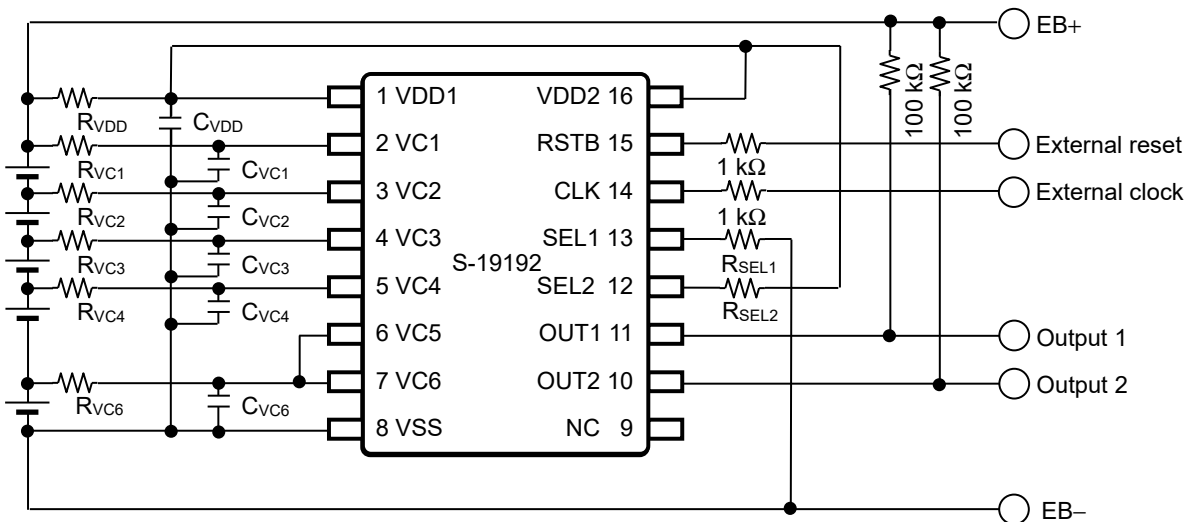 EB+
100 kΩ
100 kΩ
RVDD
CVDD
1 VDD1
VDD2 16
RVC1
CVC1
2 VC1
RSTB 15
1 kΩ
External reset
RVC2
CVC2
3 VC2
CLK 14
1 kΩ
External clock
RVC3
CVC3
4 VC3
SEL1 13
RSEL1
S-19192
RVC4
CVC4
5 VC4
SEL2 12
RSEL2
6 VC5
OUT1 11
Output 1
RVC6
CVC6
7 VC6
OUT2 10
Output 2
8 VSS
NC 9
EB−